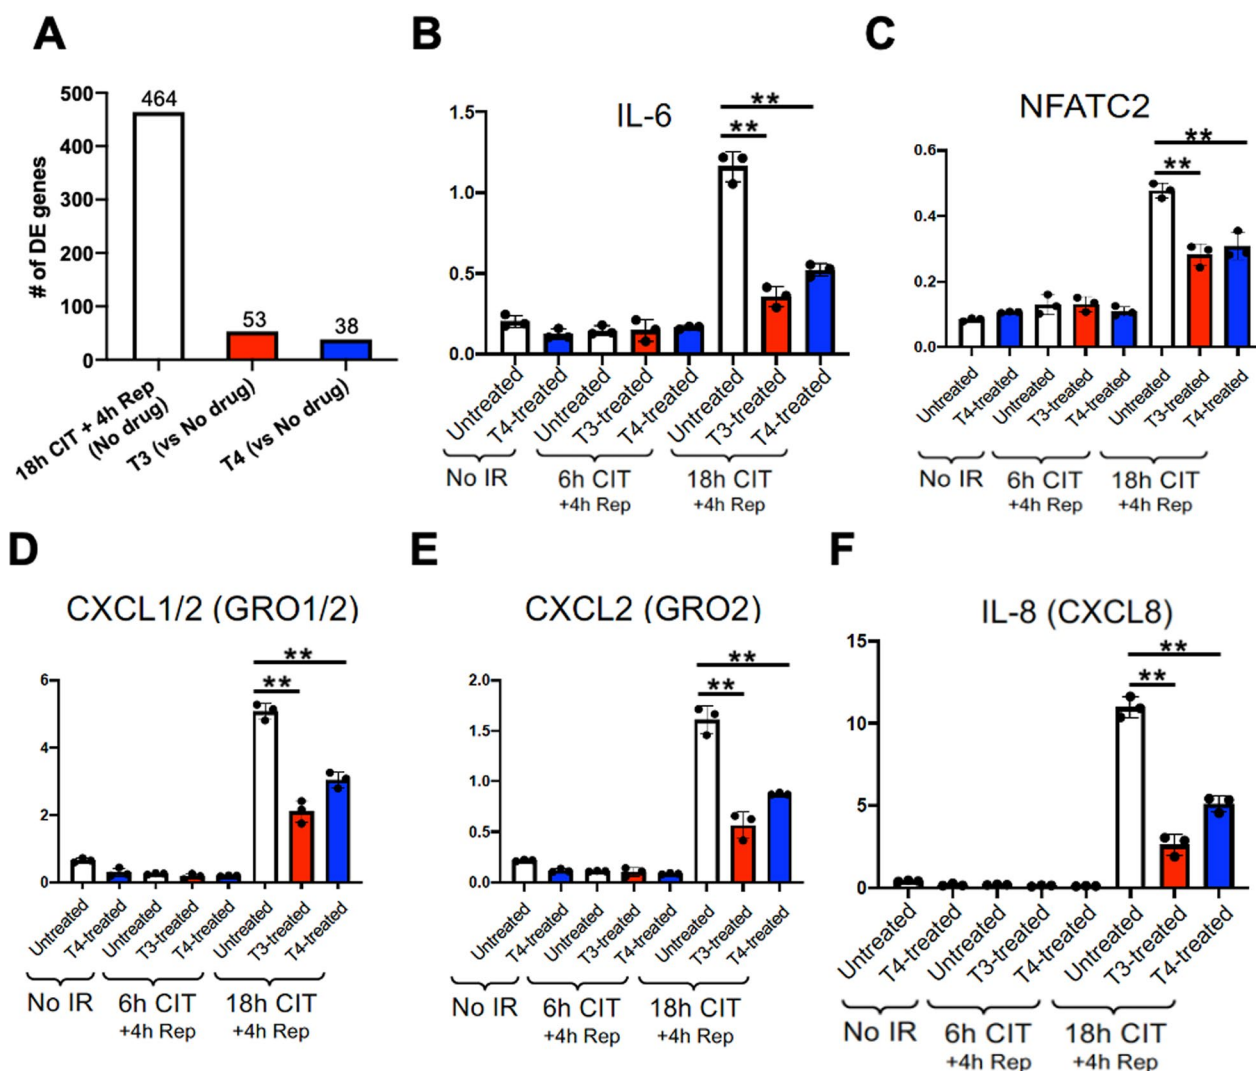 A
# of DE genes
500
400
300
200
100
0
464
53
38
18h CIT + 4h Rep
(No drug)
T3 (vs No drug)
T4 (vs No drug)
B
IL-6
1.5
1.0
0.5
0.0
**
**
Untreated
T4-treated
Untreated
T3-treated
T4-treated
Untreated
T3-treated
T4-treated
No IR
6h CIT
+4h Rep
18h CIT
+4h Rep
C
NFATC2
0.6
0.4
0.2
0.0
**
**
Untreated
T4-treated
Untreated
T3-treated
T4-treated
Untreated
T3-treated
T4-treated
No IR
6h CIT
+4h Rep
18h CIT
+4h Rep
D
CXCL1/2 (GRO1/2)
6
4
2
0
**
**
Untreated
T4-treated
Untreated
T3-treated
T4-treated
Untreated
T3-treated
T4-treated
No IR
6h CIT
+4h Rep
18h CIT
+4h Rep
E
CXCL2 (GRO2)
2.0
1.5
1.0
0.5
0.0
**
**
Untreated
T4-treated
Untreated
T3-treated
T4-treated
Untreated
T3-treated
T4-treated
No IR
6h CIT
+4h Rep
18h CIT
+4h Rep
F
IL-8 (CXCL8)
15
10
5
0
**
**
Untreated
T4-treated
Untreated
T3-treated
T4-treated
Untreated
T3-treated
T4-treated
No IR
6h CIT
+4h Rep
18h CIT
+4h Rep